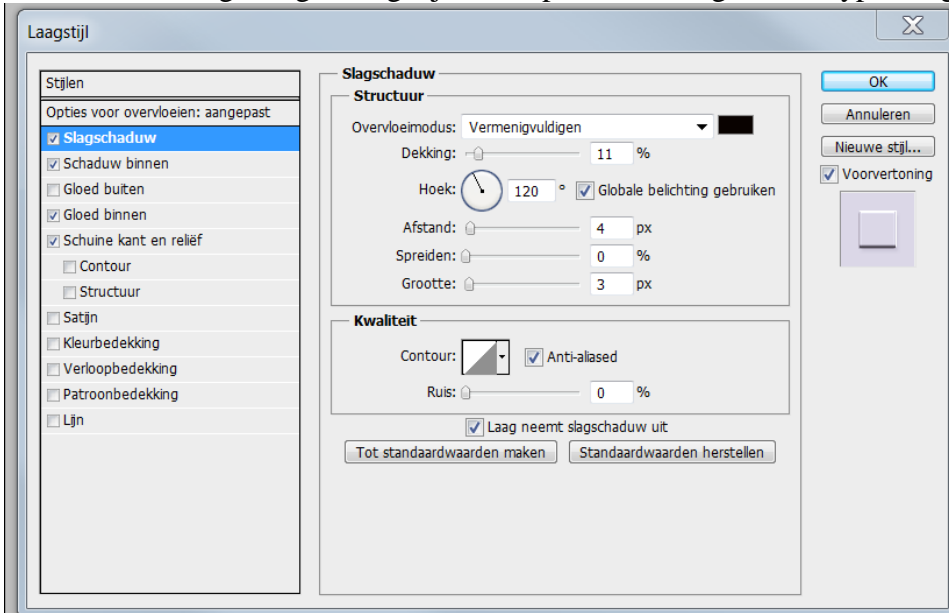 Laagstijl
Stijlen
Opties voor overvloeien: aangepast
Slagschaduw
Schaduw binnen
Gloed buiten
Gloed binnen
Schuine kant en reliëf
Contour
Structuur
Satijn
Kleurbedekking
Verloopbedekking
Patroonbedekking
Lijn
Slagschaduw
Structuur
Overvloeimodus: Vermenigvuldigen
Dekking: 11 %
Hoek: 120 ° Globale belichting gebruiken
Afstand: 4 px
Spreiden: 0 %
Grootte: 3 px
Kwaliteit
Contour: Anti-aliased
Ruis: 0 %
Laag neemt slagschaduw uit
Tot standaardwaarden maken Standaardwaarden herstellen
OK
Annuleren
Nieuwe stijl...
Voorvertoning